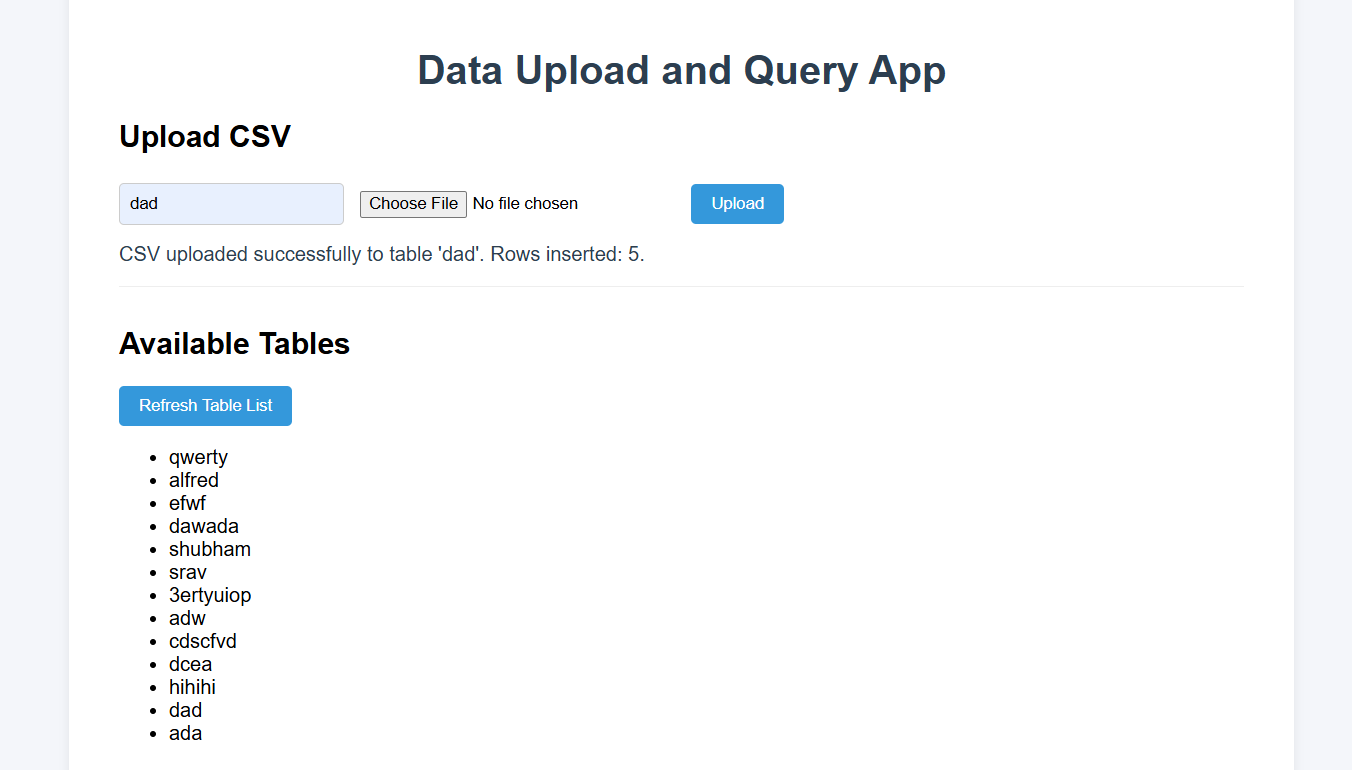 Data Upload and Query App
Upload CSV
dad Choose File No file chosen Upload
CSV uploaded successfully to table 'dad'. Rows inserted: 5.
Available Tables
Refresh Table List
qwerty
alfred
efwf
dawada
shubham
srav
3ertyuiop
adw
cdscfvd
dcea
hihihi
dad
ada